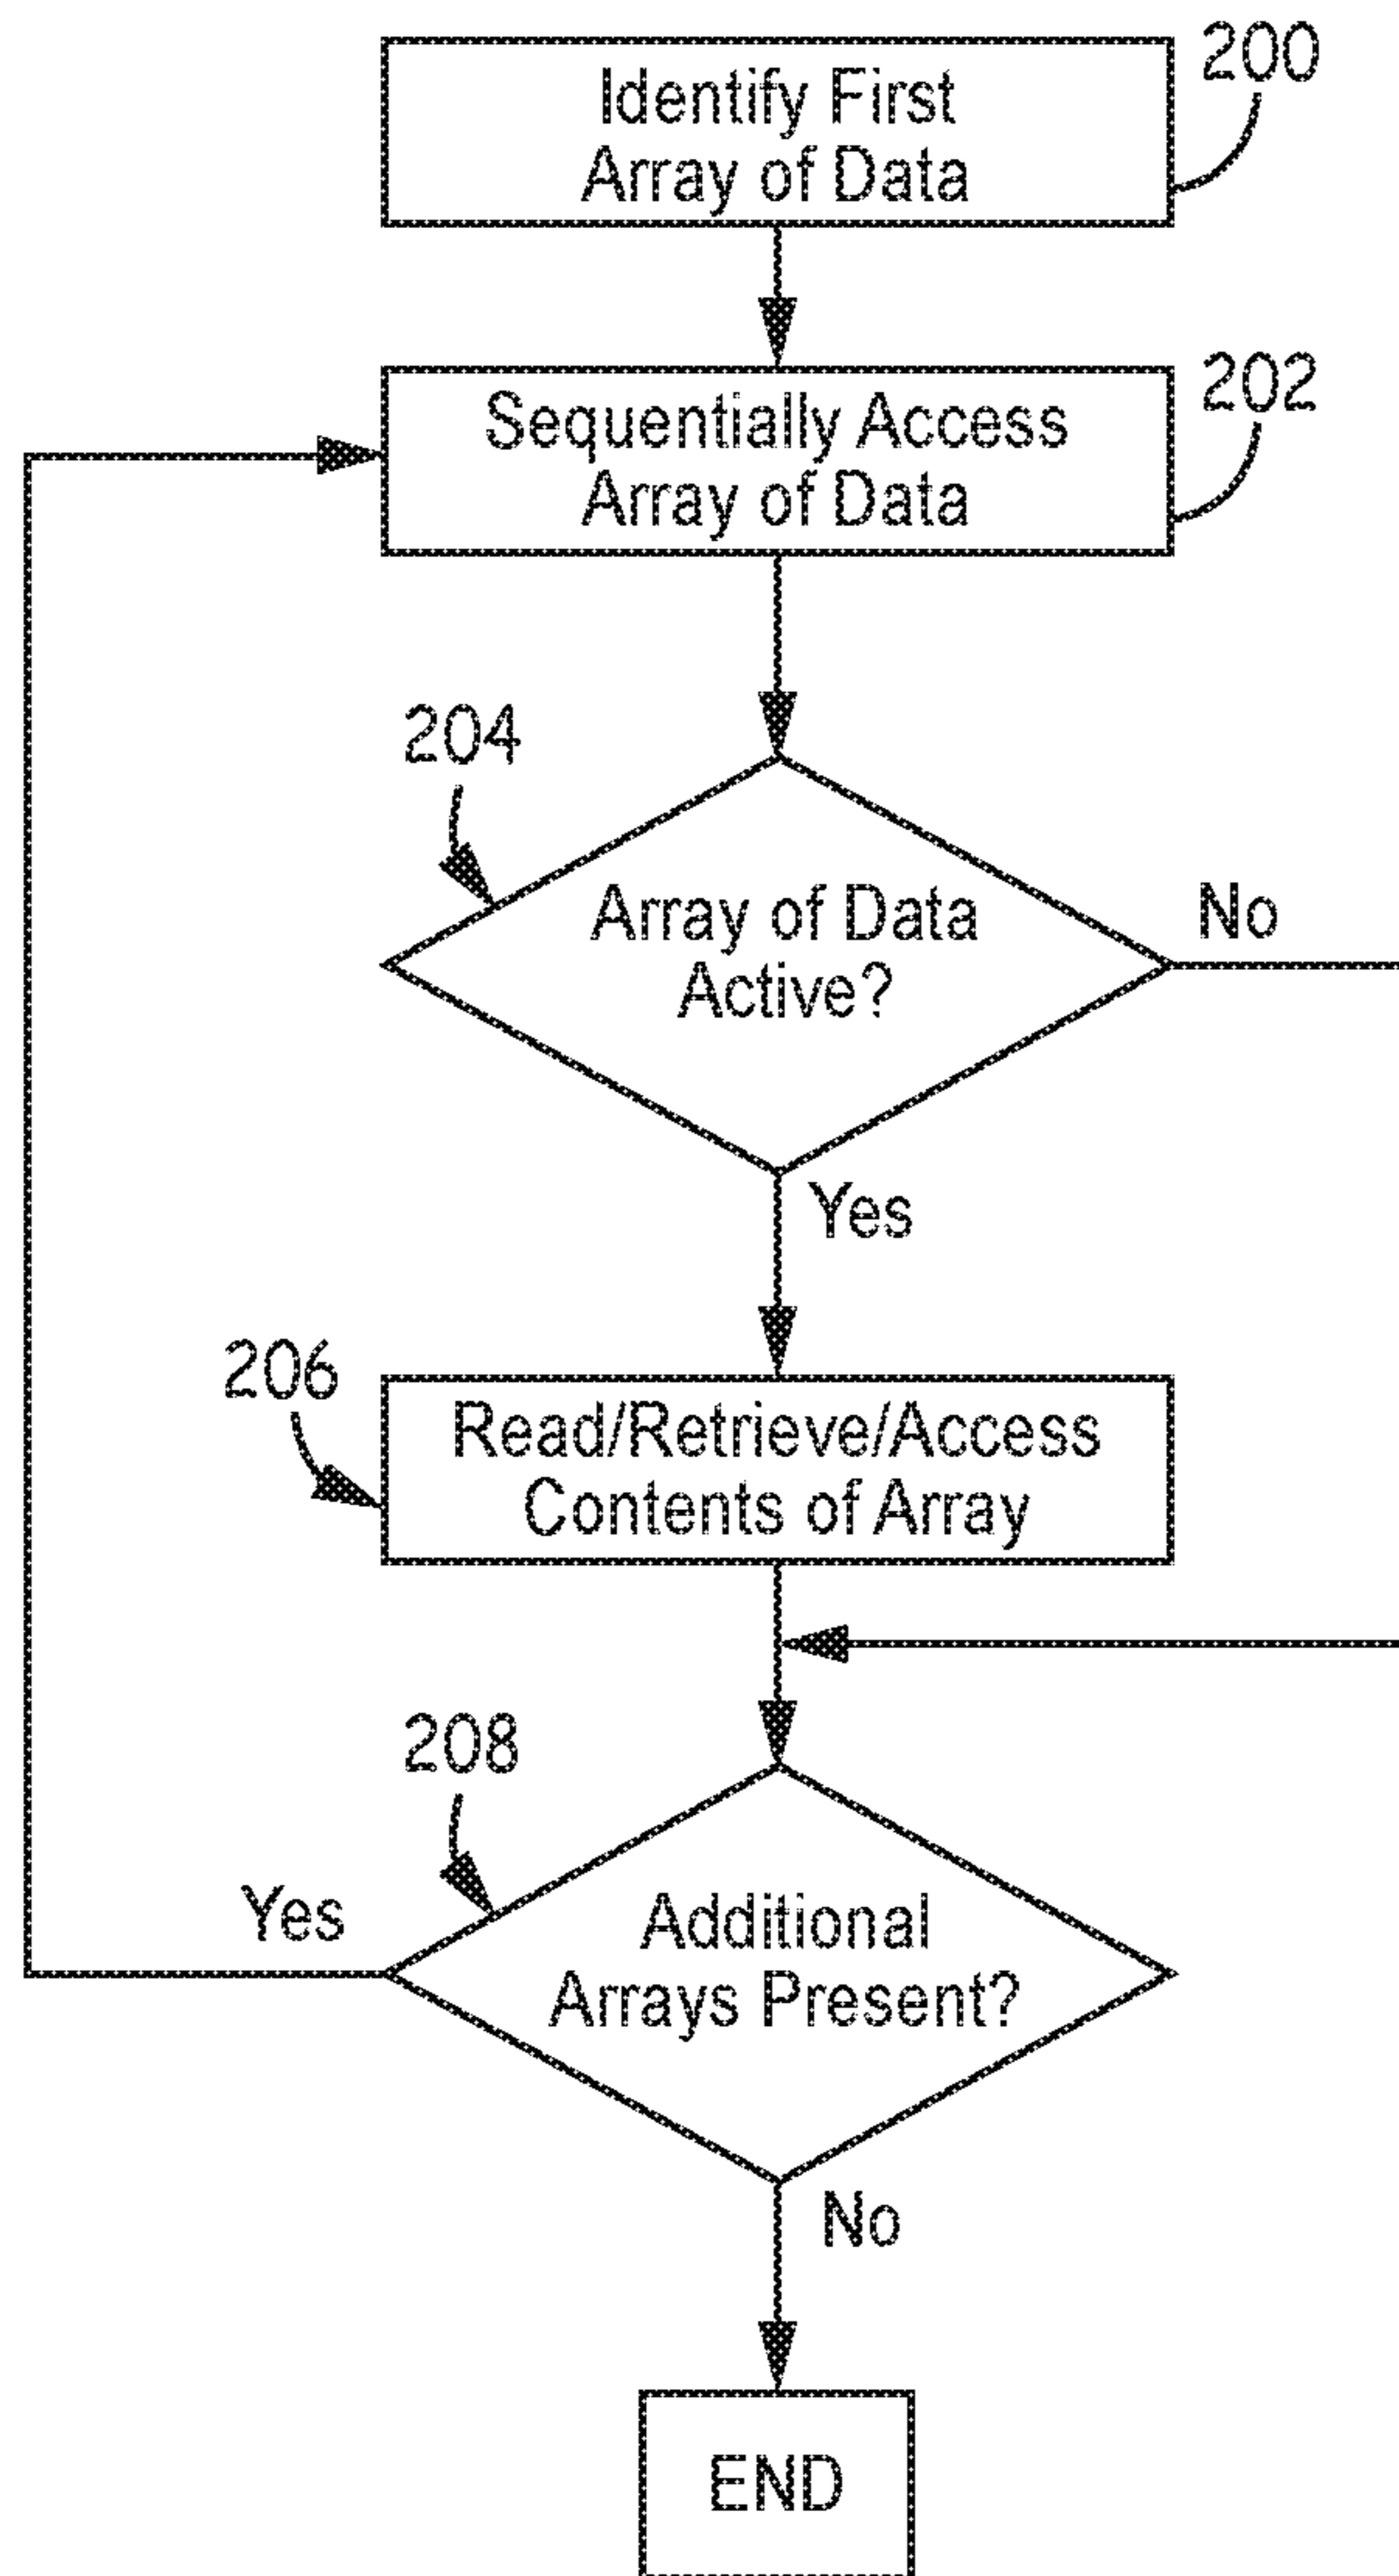 Identify First
200
Array of Data
Sequentially Access
202
Array of Data
204
Array of Data
No
Active?
Yes
206
Read/Retrieve/Access
Contents of Array
208
Yes
Additional
Arrays Present?
No
END